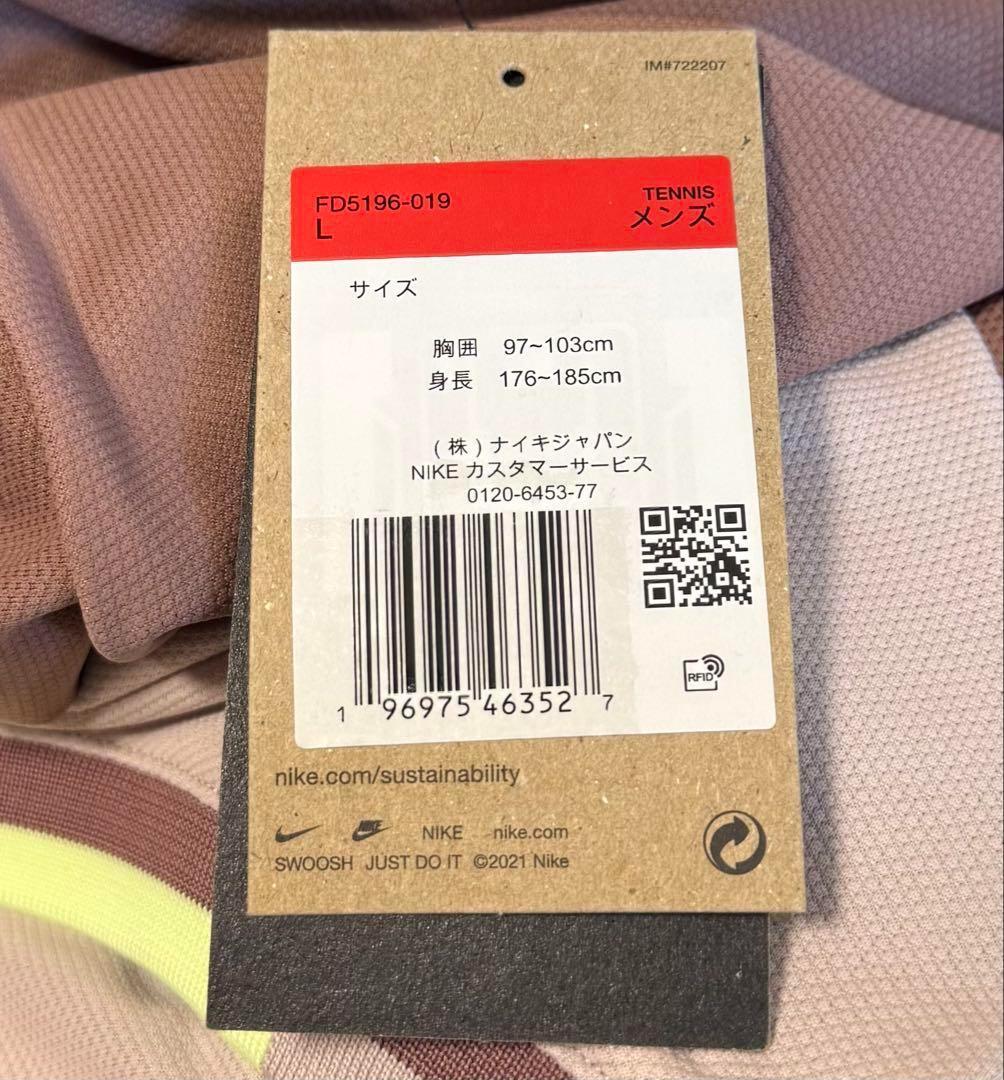 IM#722207
FD5196-019
TENNIS
L
メンズ
サイズ
胸囲 97~103cm
身長 176~185cm
(株)ナイキジャパン
NIKE カスタマーサービス
0120-6453-77
1 96975 46352 7
RFID
nike.com/sustainability
NIKE nike.com
SWOOSH JUST DO IT ©2021 Nike